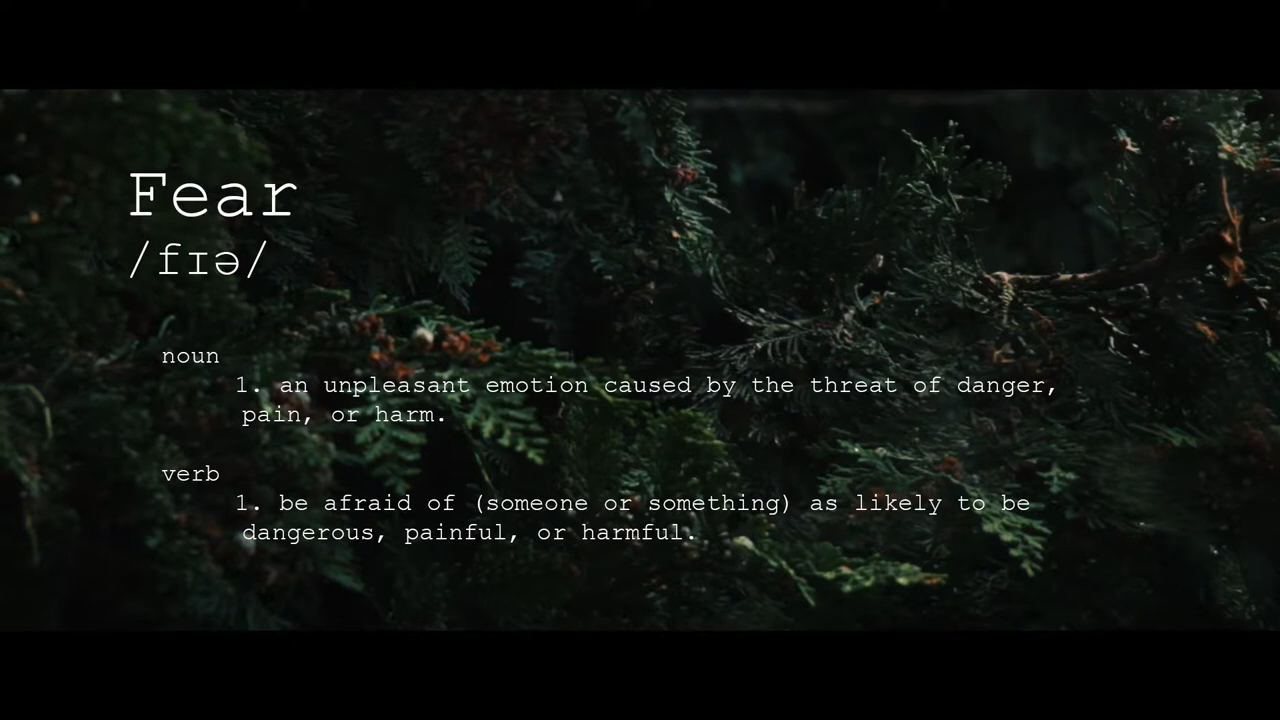 Fear
/fɪə/
noun
1. an unpleasant emotion caused by the threat of danger,
pain, or harm.
verb
1. be afraid of (someone or something) as likely to be
dangerous, painful, or harmful.